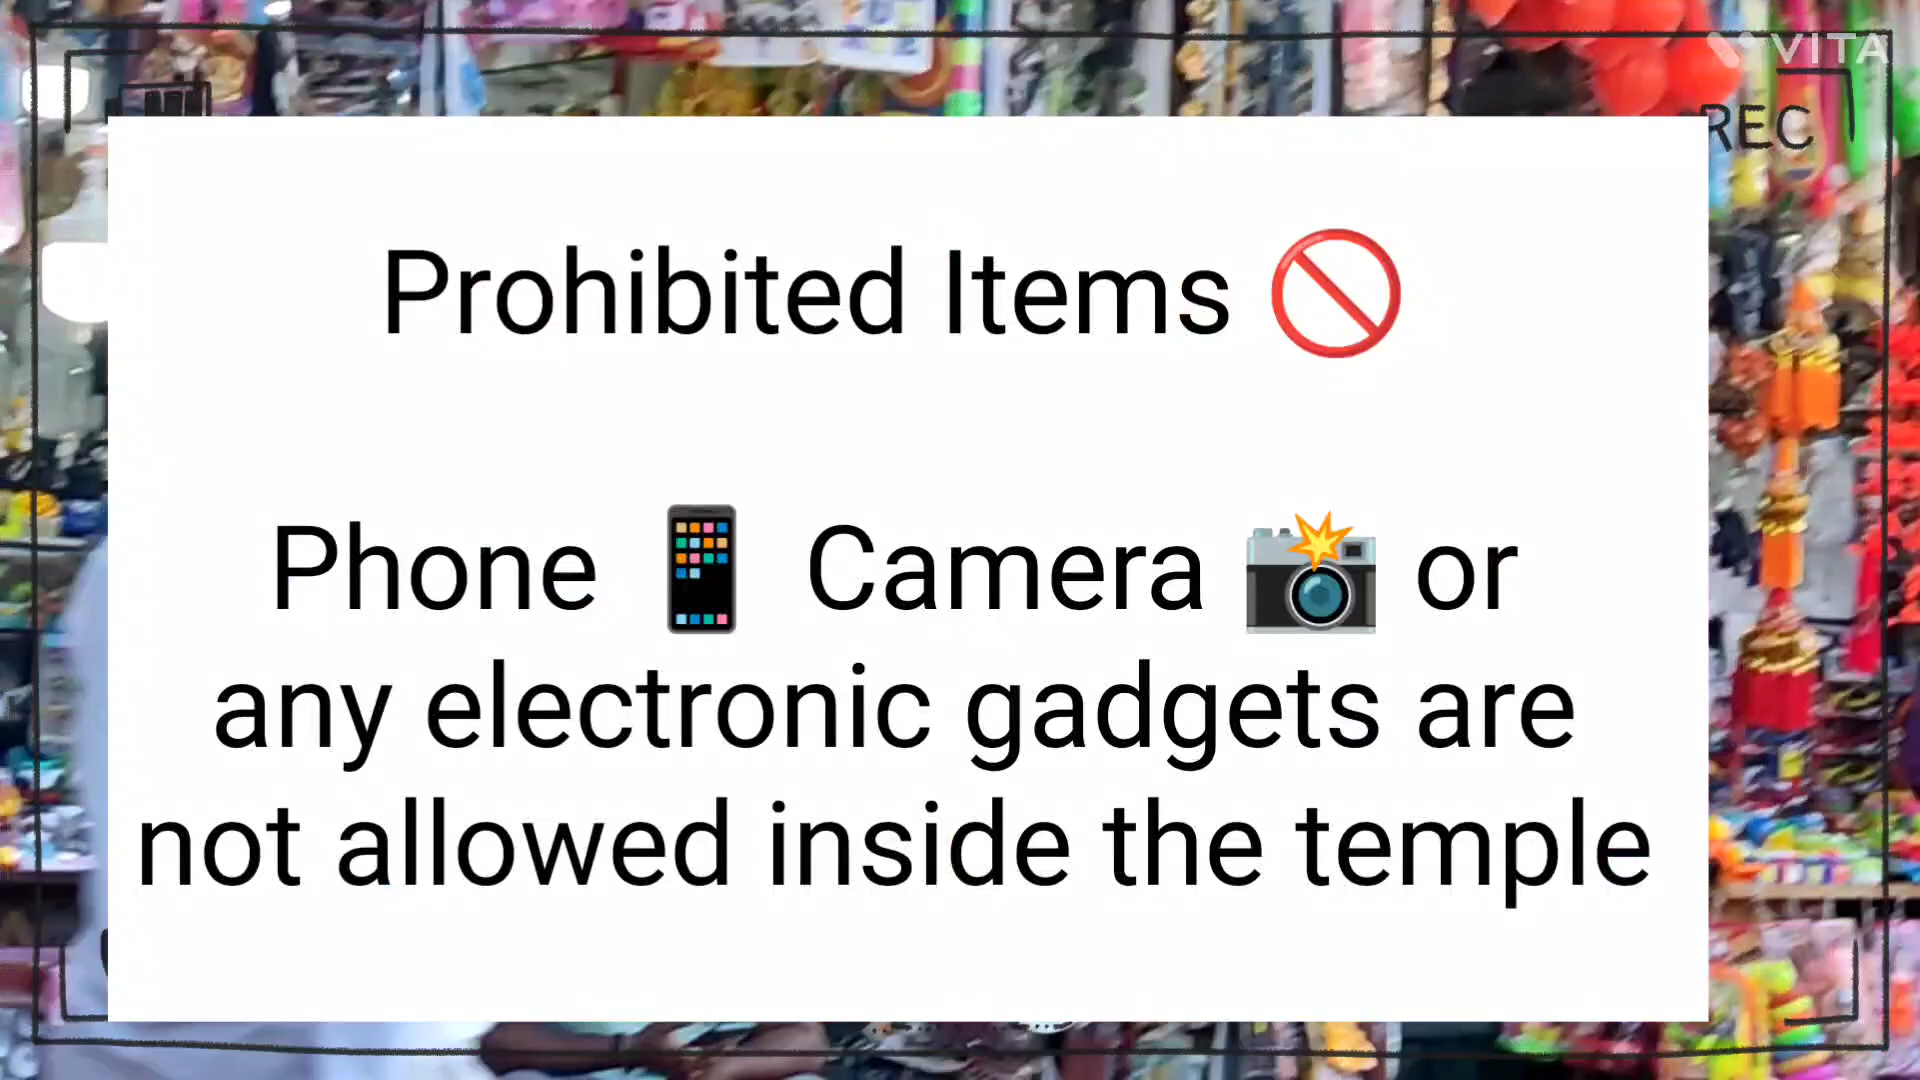 VITA
REC
Prohibited Items 🚫
Phone 📱 Camera 📸 or
any electronic gadgets are
not allowed inside the temple